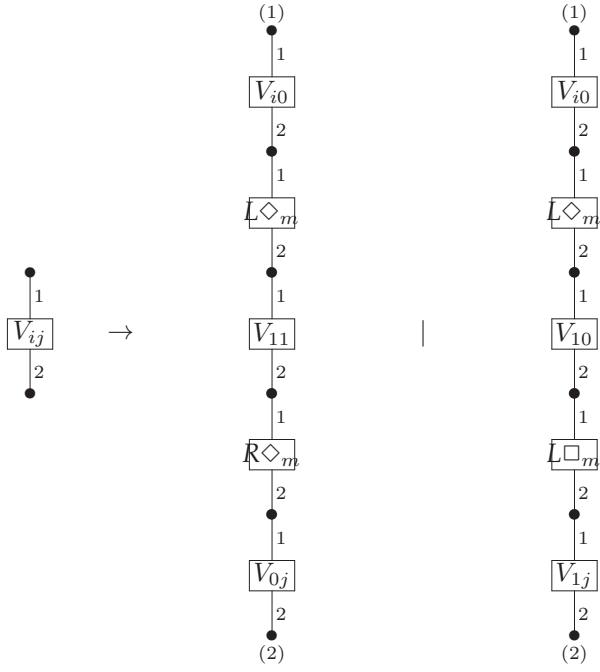 (1) (1)
1 1
V_{i0} V_{i0}
2 2
1 1
L◇_m L◇_m
2 2
1 1 1
V_{ij} → V_{11} | V_{10}
2 2 2
1 1
R◇_m L□_m
2 2
1 1
V_{0j} V_{1j}
2 2
(2) (2)